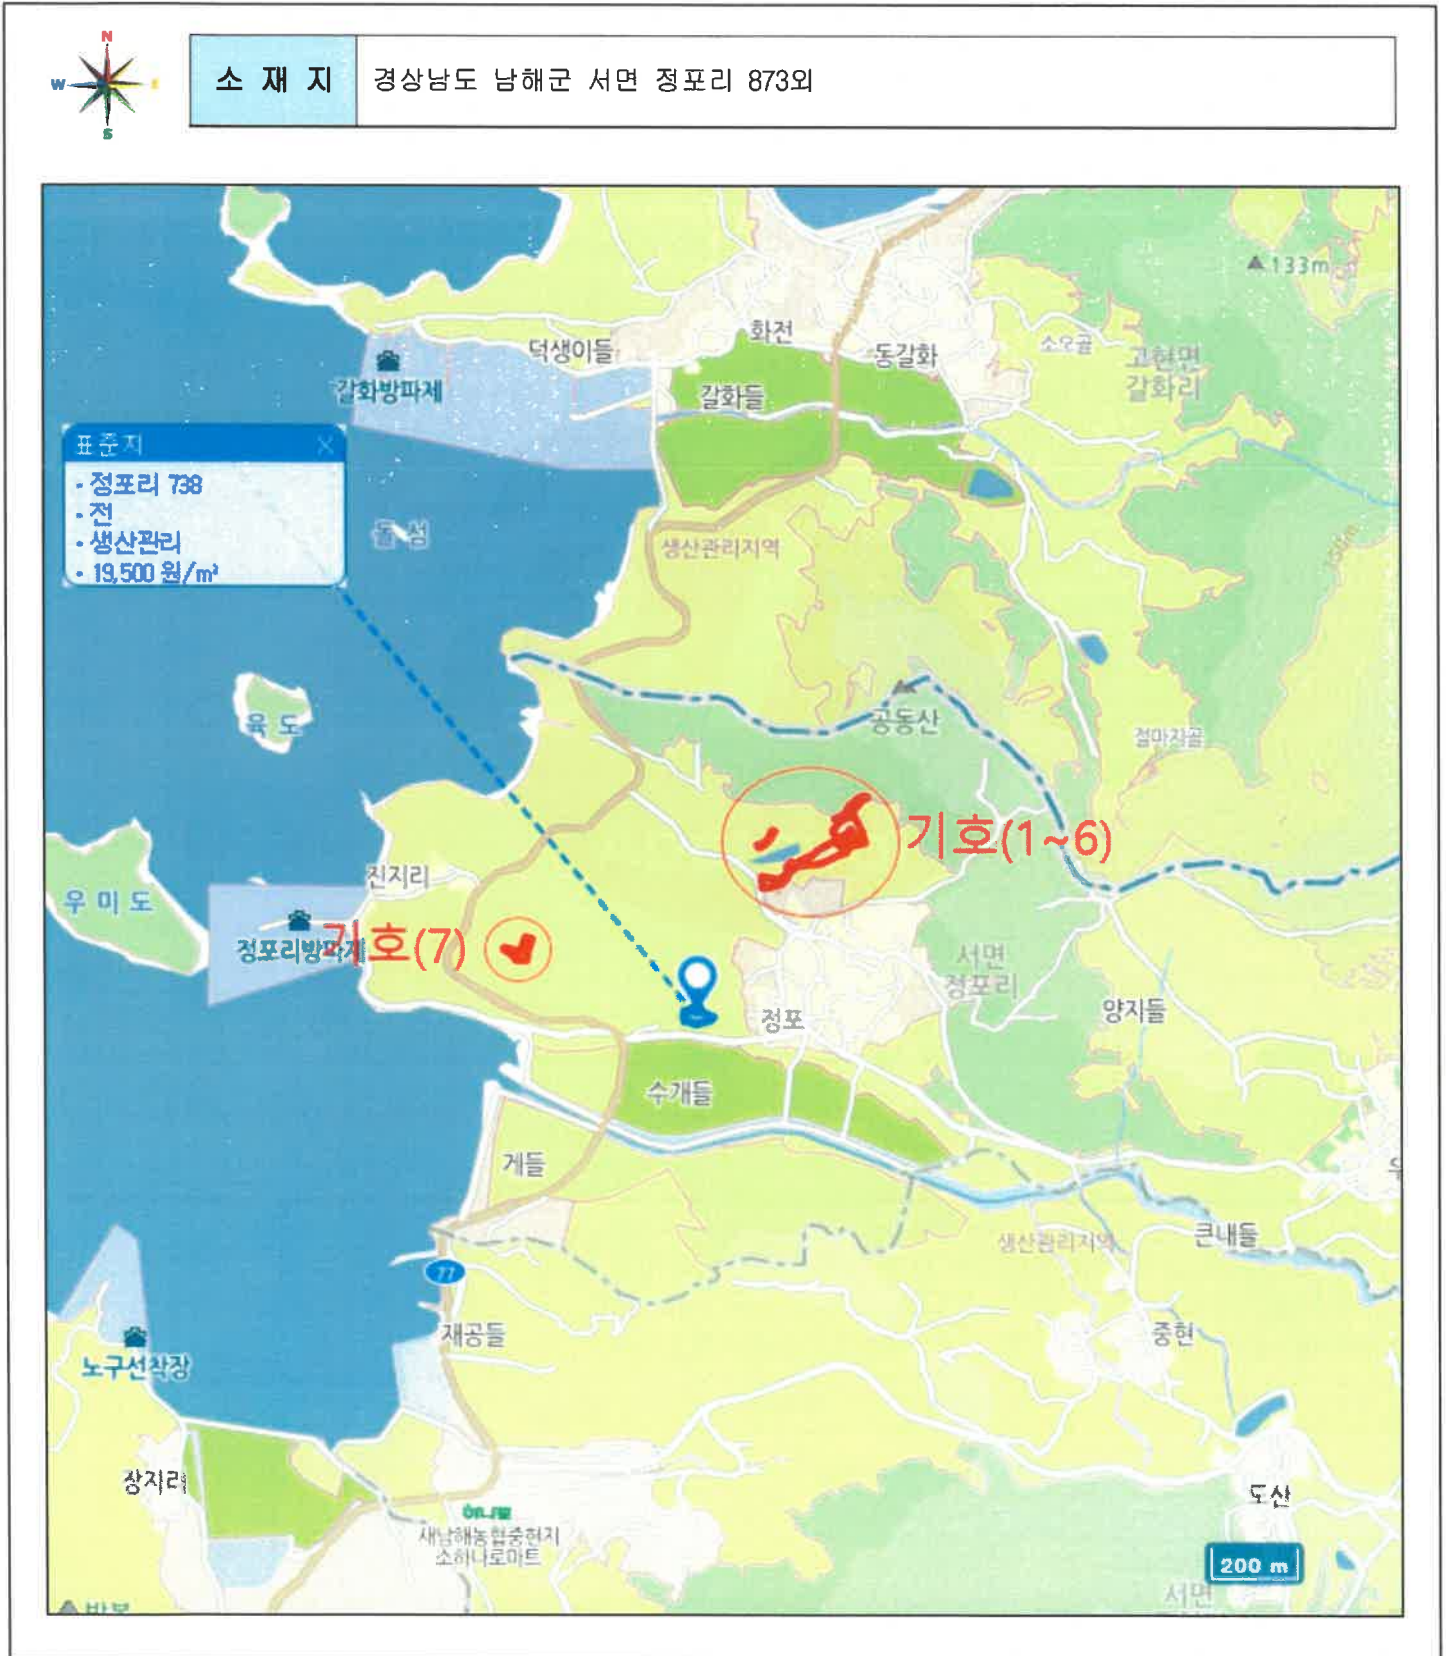 N
W
S
소 재 지
경상남도 남해군 서면 정포리 873외
133m
화전
덕생이들
동갈화
소오골
고현면
갈화리
갈화방파제
갈화들
표준지 X
· 정포리 738
· 전
· 생산관리
· 19,500 원/m²
돌 섬
생산관리지역
육 도
공동산
절마지골
기호(1~6)
진지리
우 미 도
정포리방파제
기호(7)
서면
정포리
정포
양지들
수개들
게들
생산관리지역
큰내들
77
재공들
중현
노구선착장
장지리
하나로
새남해농협중현지
소하나로마트
도산
200 m
서면